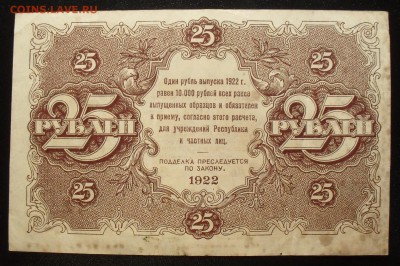 COINS.LAVE.RU
25
25
25
Один рубль выпуска 1922 г.
равен 10.000 рублей всех ранее
выпущенных образцов и обязателен
к приему, согласно этого расчета,
для учреждений Республики
и частных лиц.
25 РУБЛЕЙ
25 РУБЛЕЙ
ПОДДЕЛКА ПРЕСЛЕДУЕТСЯ
ПО ЗАКОНУ.
1922
25
25
25